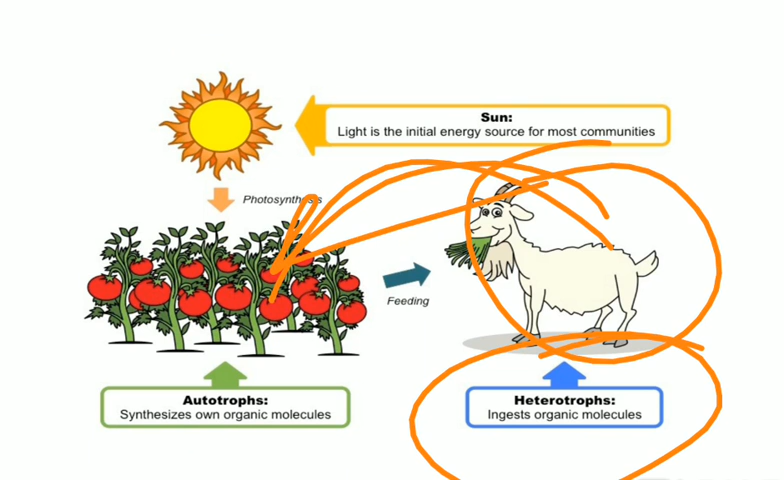 Sun:
Light is the initial energy source for most communities
Photosynthesis
Feeding
Autotrophs:
Synthesizes own organic molecules
Heterotrophs:
Ingests organic molecules